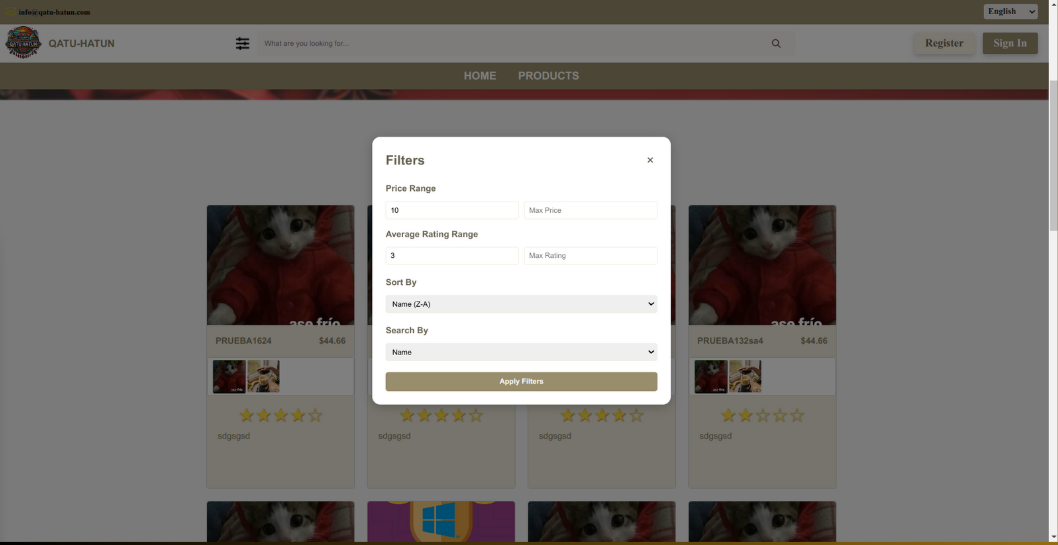 info@qatu-hatun.com
English
QATU-HATUN
QATU-HATUN
What are you looking for...
Register
Sign In
HOME
PRODUCTS
Filters
×
Price Range
10
Max Price
Average Rating Range
3
Max Rating
Sort By
Name (Z-A)
Search By
Name
Apply Filters
ase frío
ase frío
PRUEBA1624
$44.66
PRUEBA132sa4
$44.66
sdgsgsd
sdgsgsd
sdgsgsd
sdgsgsd